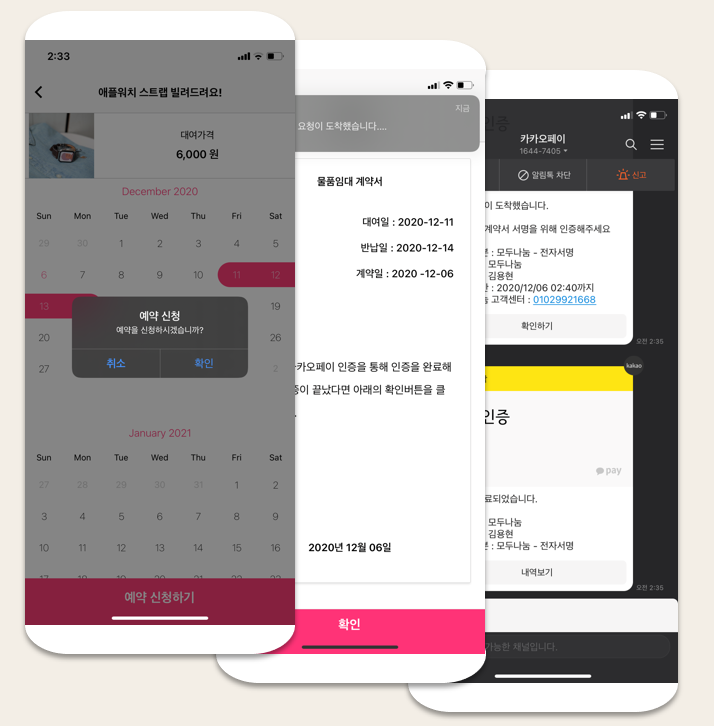 2:33
애플워치 스트랩 빌려드려요!
대여가격
6,000 원
December 2020
Sun Mon Tue Wed Thu Fri Sat
29 30 1 2 3 4 5
6 7 8 9 10 11 12
13 19
20 26
27 2
예약 신청
예약을 신청하시겠습니까?
취소 확인
January 2021
Sun Mon Tue Wed Thu Fri Sat
27 28 29 30 31 1 2
3 4 5 6 7 8 9
10 11 12 13 14 15 16
17 18 19 20 21 22 23
예약 신청하기
지금
요청이 도착했습니다....
물품임대 계약서
대여일 : 2020-12-11
반납일 : 2020-12-14
계약일 : 2020 -12-06
카카오페이 인증을 통해 인증을 완료해
증이 끝났다면 아래의 확인버튼을 클
2020년 12월 06일
확인
인증
카카오페이
1644-7405
알림톡 차단
신고
이 도착했습니다.
계약서 서명을 위해 인증해주세요
: 모두나눔 - 전자서명
모두나눔
김용현
: 2020/12/06 02:40까지
고객센터 : 01029921668
확인하기
오전 2:35
kakao
인증
pay
료되었습니다.
모두나눔
김용현
: 모두나눔 - 전자서명
내역보기
오전 2:35
가능한 채널입니다.